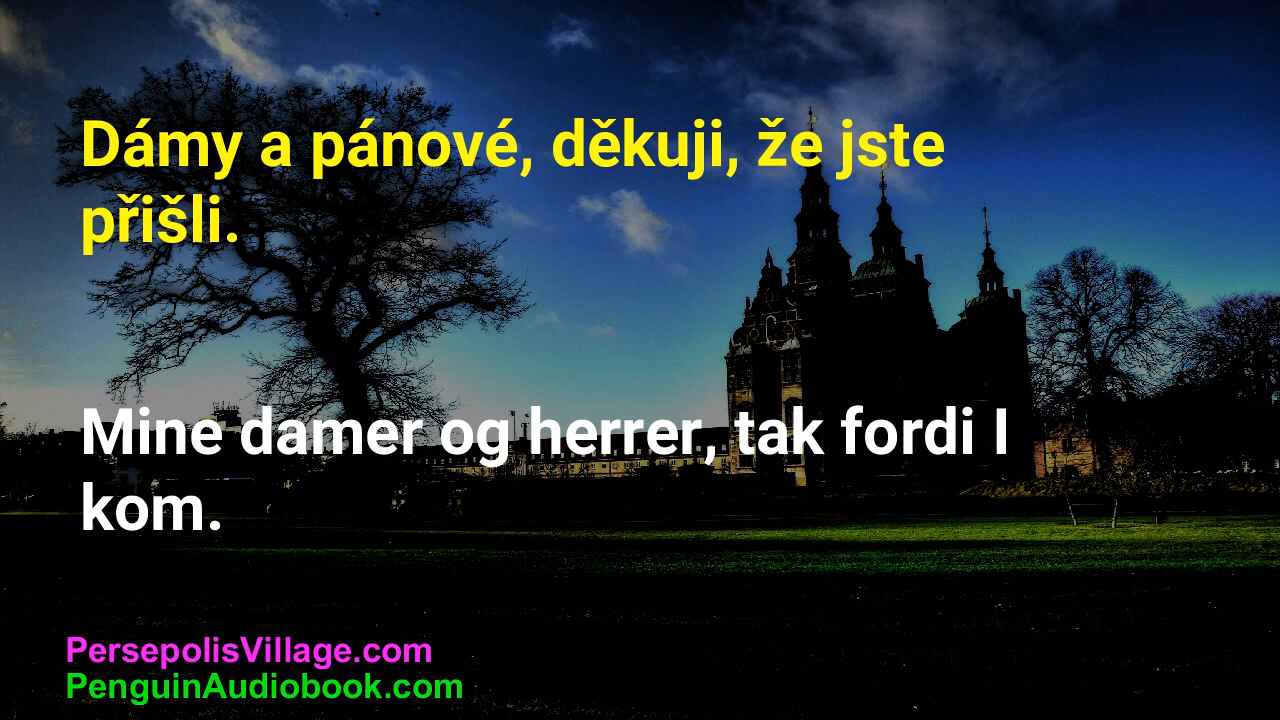 Dámy a pánové, děkuji, že jste
přišli.
Mine damer og herrer, tak fordi I
kom.
PersepolisVillage.com
PenguinAudiobook.com